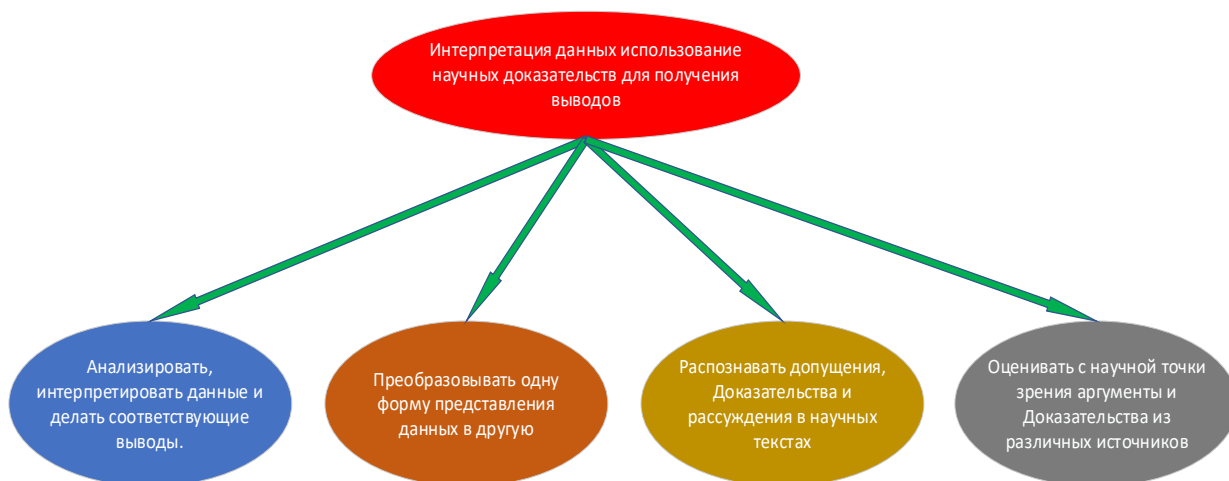 Интерпретация данных использование
научных доказательств для получения
выводов
Анализировать,
интерпретировать данные и
делать соответствующие
выводы.
Преобразовывать одну
форму представления
данных в другую
Распознавать допущения,
Доказательства и
рассуждения в научных
текстах
Оценивать с научной точки
зрения аргументы и
Доказательства из
различных источников